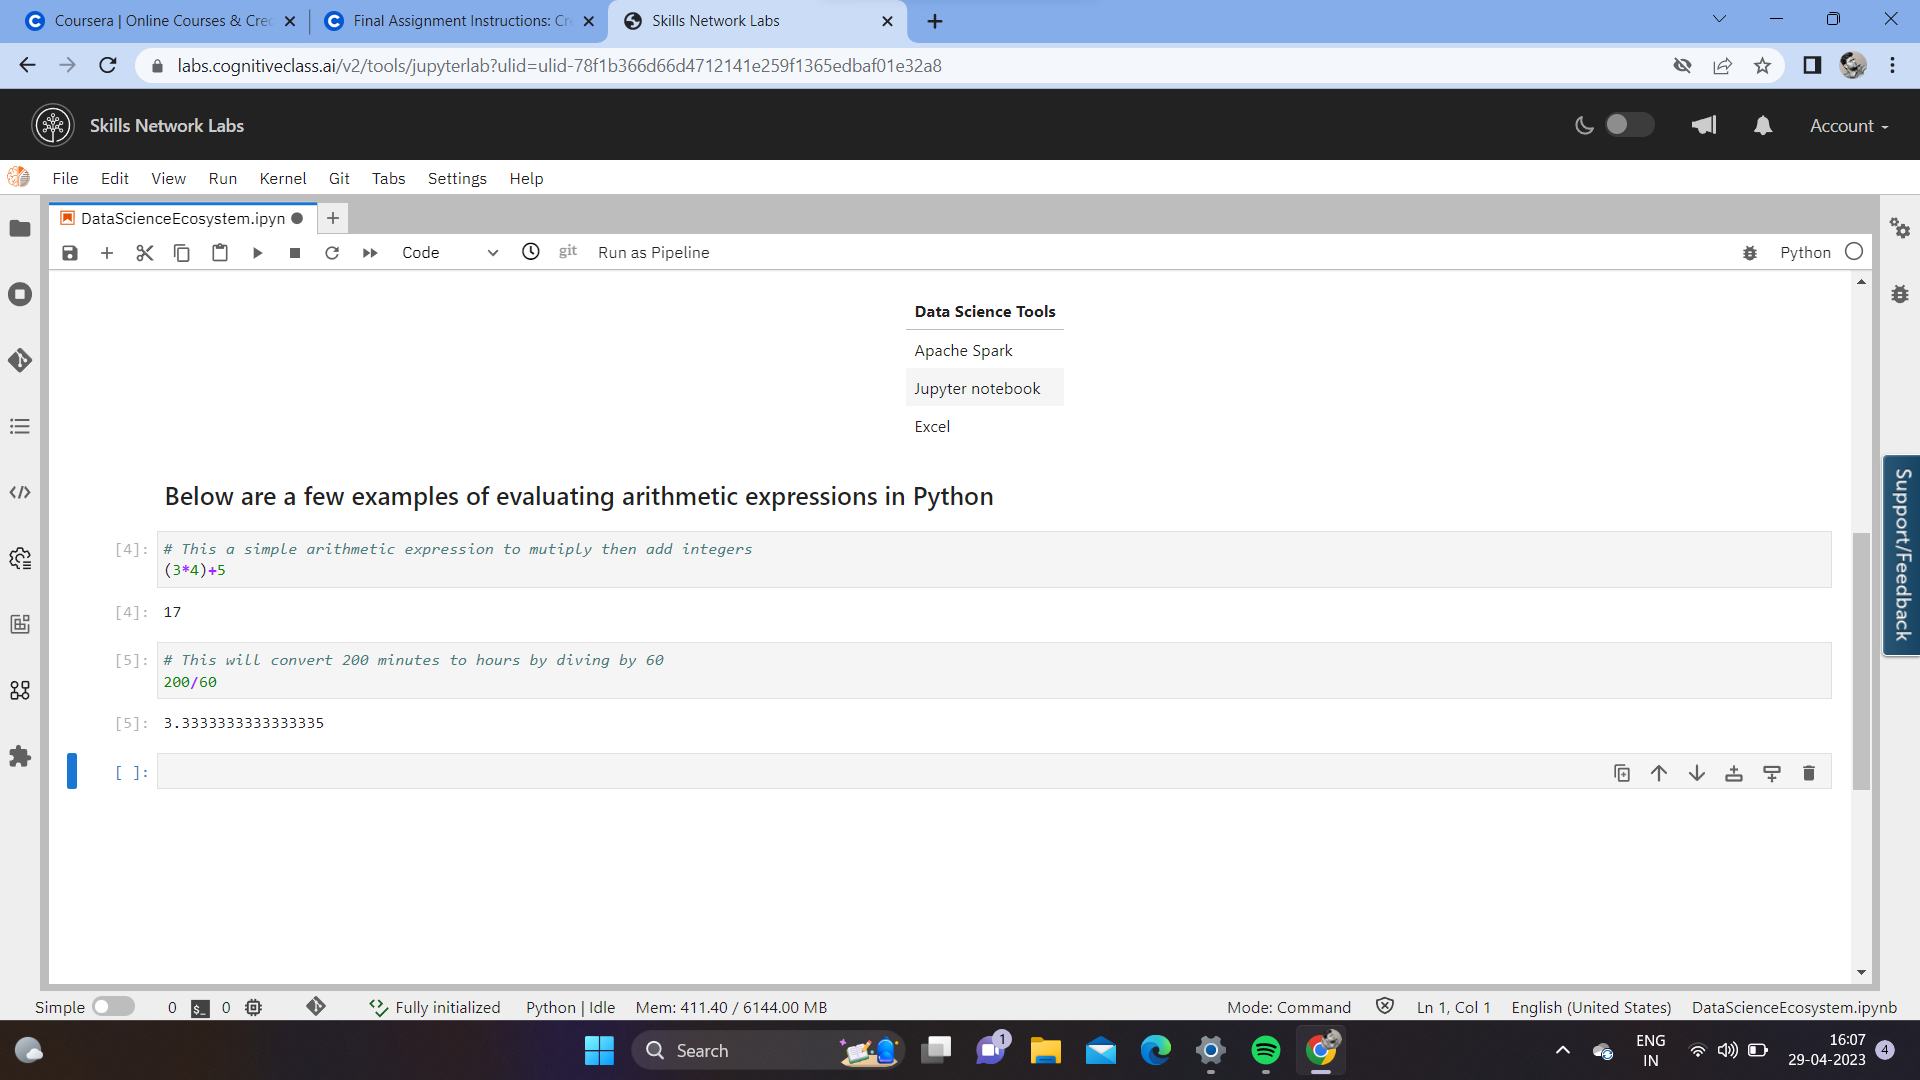 Coursera | Online Courses & Cre
Final Assignment Instructions: Cr
Skills Network Labs
labs.cognitiveclass.ai/v2/tools/jupyterlab?ulid=ulid-78f1b366d66d4712141e259f1365edbaf01e32a8
Skills Network Labs
Account
File Edit View Run Kernel Git Tabs Settings Help
DataScienceEcosystem.ipyn
Code git Run as Pipeline Python
Data Science Tools
Apache Spark
Jupyter notebook
Excel
Below are a few examples of evaluating arithmetic expressions in Python
[4]: # This a simple arithmetic expression to mutiply then add integers
(3*4)+5
[4]: 17
[5]: # This will convert 200 minutes to hours by diving by 60
200/60
[5]: 3.3333333333333335
[ ]:
Support/Feedback
Simple 0 $_ 0 Fully initialized Python | Idle Mem: 411.40 / 6144.00 MB Mode: Command Ln 1, Col 1 English (United States) DataScienceEcosystem.ipynb
Search
1
ENG
IN
16:07
29-04-2023
4